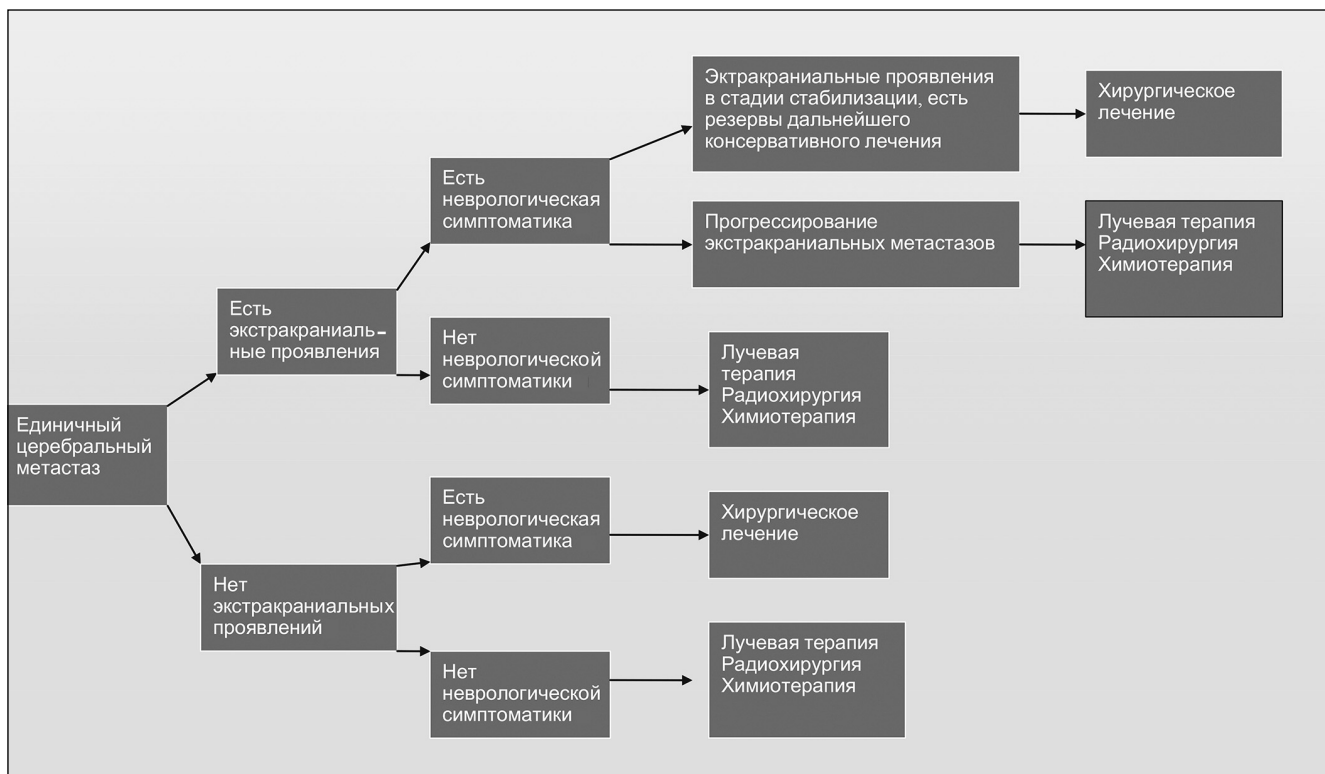 Эктракраниальные проявления
в стадии стабилизации, есть
резервы дальнейшего
консервативного лечения
Хирургическое
лечение
Есть
неврологическая
симптоматика
Прогрессирование
экстракраниальных метастазов
Лучевая терапия
Радиохирургия
Химиотерапия
Есть
экстракраниаль-
ные проявления
Нет
неврологической
симптоматики
Лучевая
терапия
Радиохирургия
Химиотерапия
Единичный
церебральный
метастаз
Есть
неврологическая
симптоматика
Хирургическое
лечение
Нет
экстракраниальных
проявлений
Лучевая терапия
Радиохирургия
Химиотерапия
Нет
неврологической
симптоматики